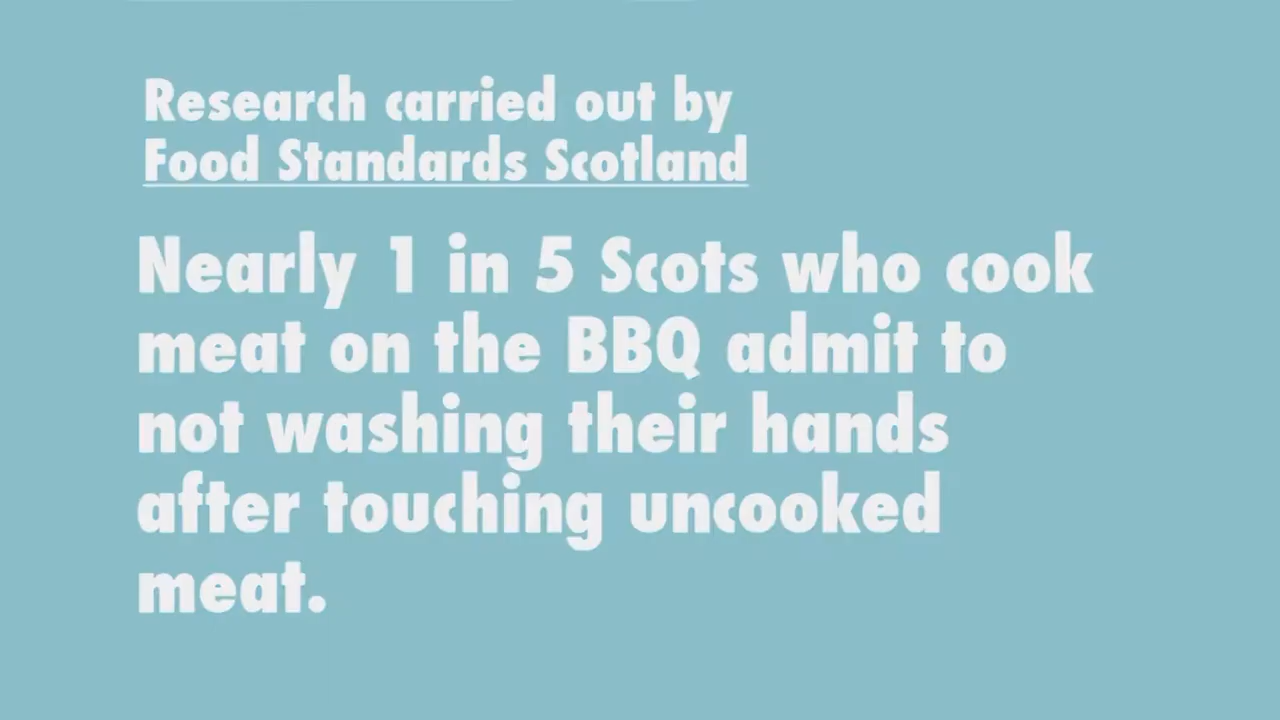 Research carried out by
Food Standards Scotland
Nearly 1 in 5 Scots who cook
meat on the BBQ admit to
not washing their hands
after touching uncooked
meat.